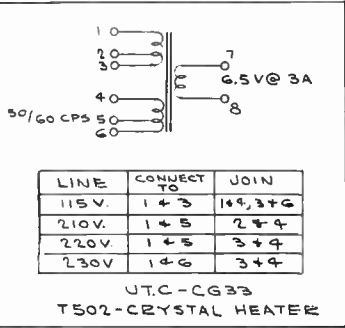 1
2
3
4
50/60 CPS 5
6
7
6.5V@ 3A
8
LINE CONNECT TO JOIN
115 V. 1 & 3 1&4, 3+6
210V. 1 & 5 2 & 4
220V. 1 & 5 3 & 4
230V 1 & 6 3 & 4
UTC-CG33
T502-CRYSTAL HEATER